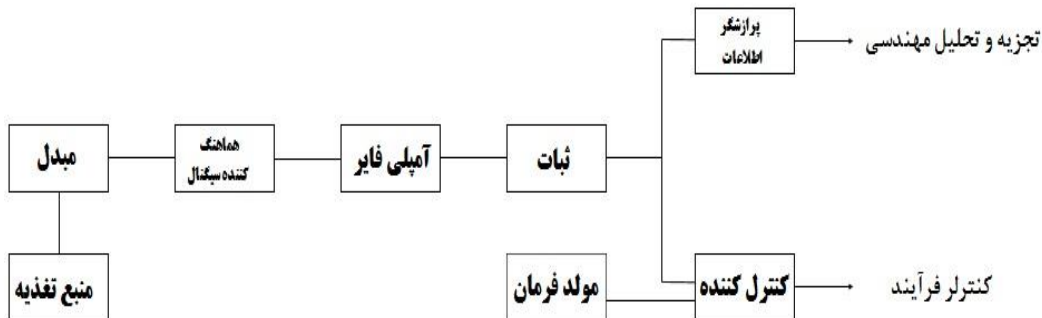 پرازشگر
اطلاعات
تجزیه و تحلیل مهندسی
مبدل
هماهنگ
کننده سیگنال
آمپلی فایر
ثبات
منبع تغذیه
مولد فرمان
کنترل کننده
کنترلر فرآیند